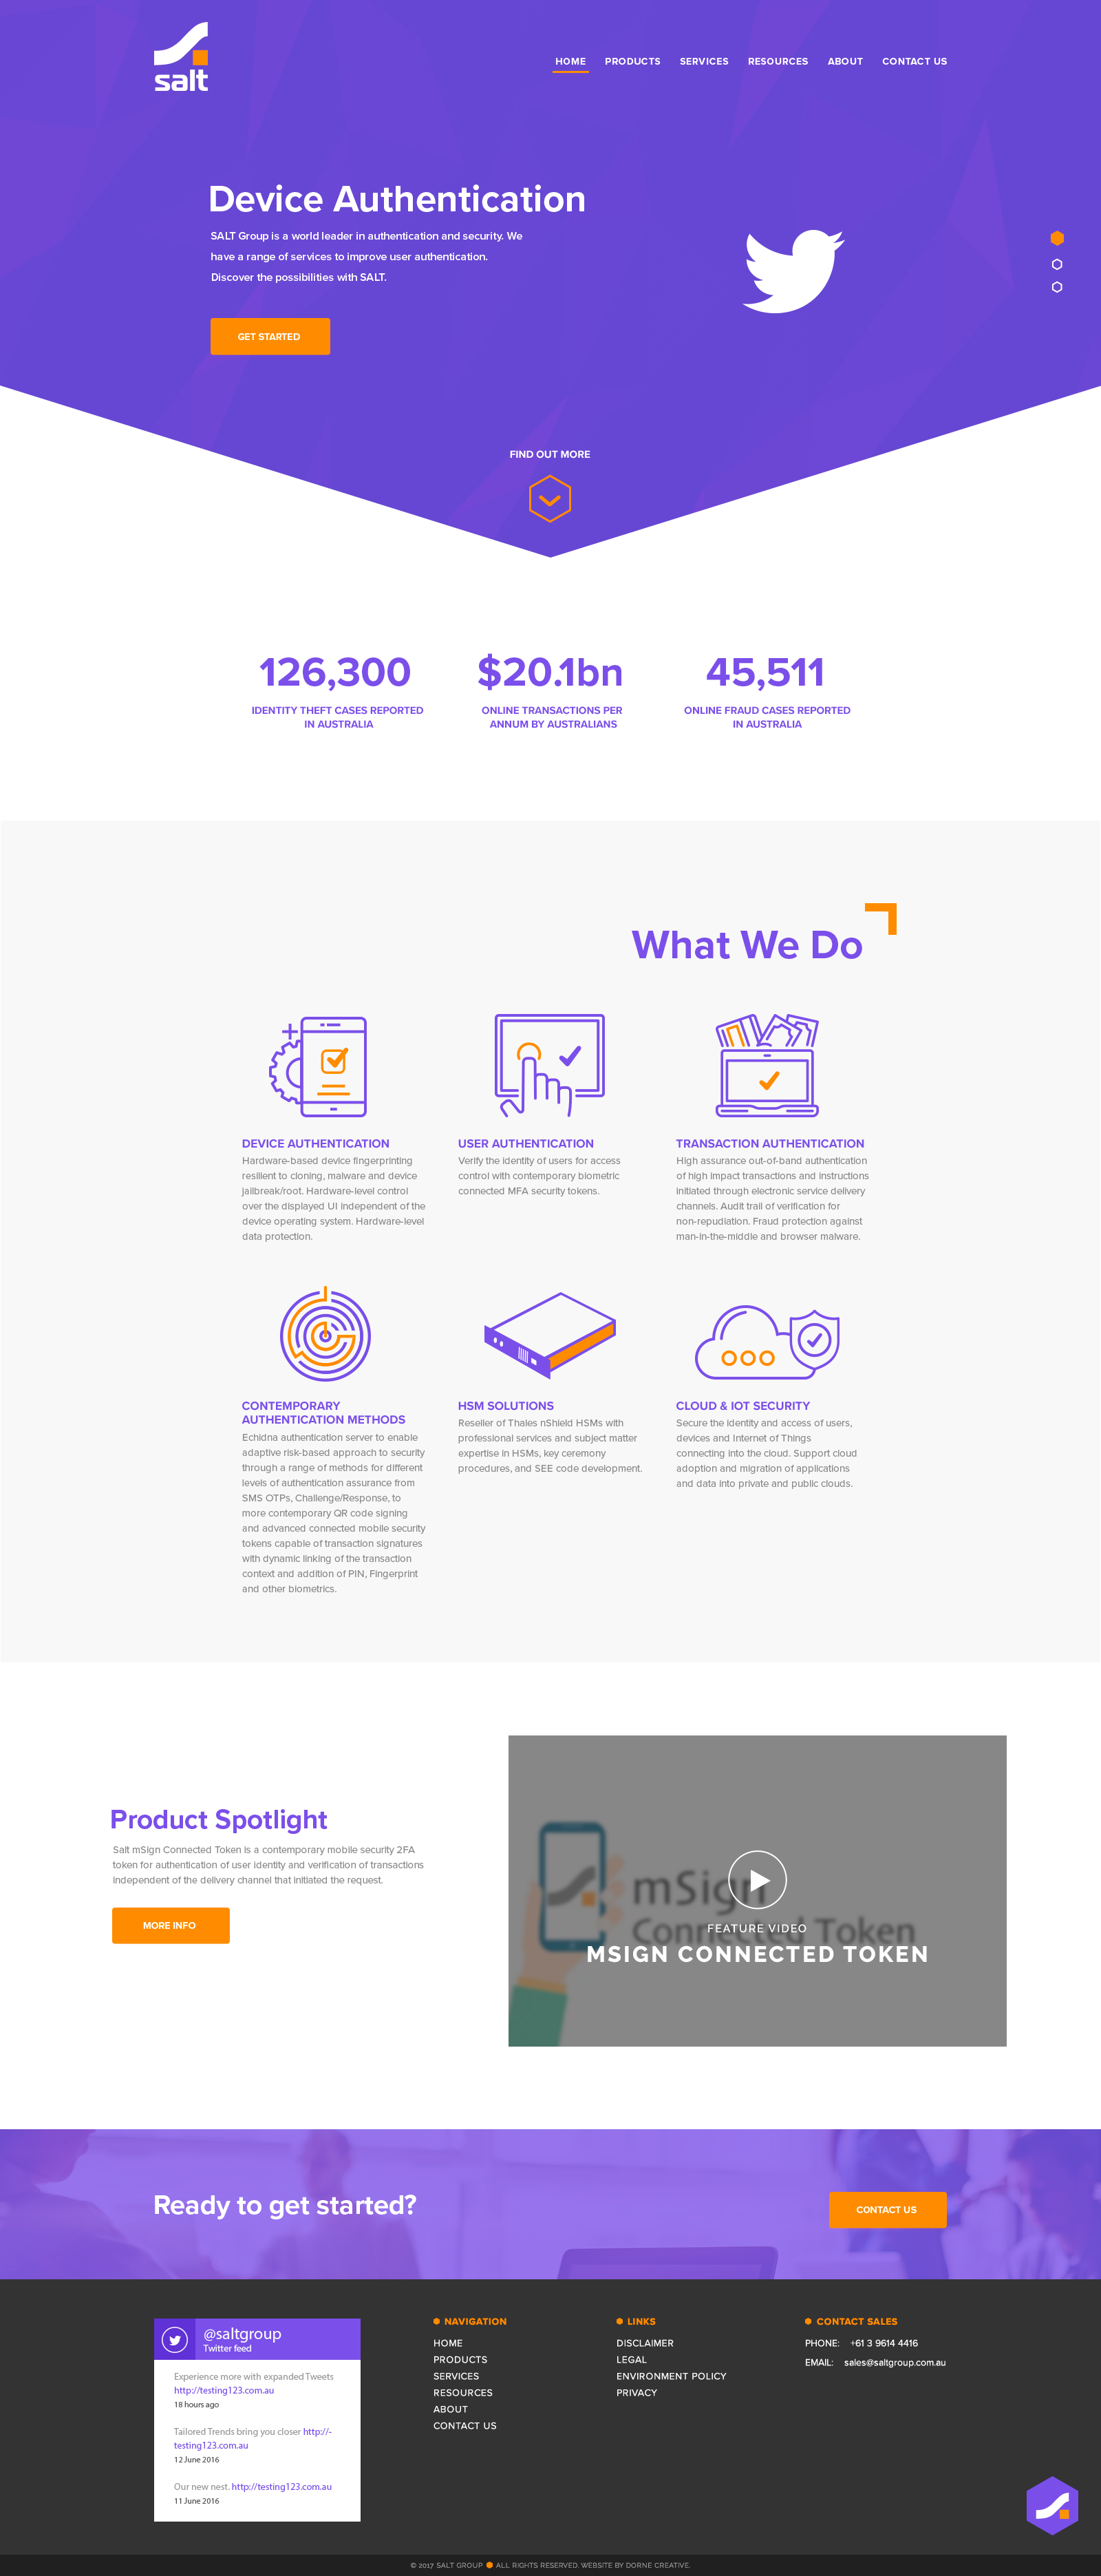 salt
HOME PRODUCTS SERVICES RESOURCES ABOUT CONTACT US
Device Authentication
SALT Group is a world leader in authentication and security. We
have a range of services to improve user authentication.
Discover the possibilities with SALT.
GET STARTED
FIND OUT MORE
126,300
IDENTITY THEFT CASES REPORTED
IN AUSTRALIA
$20.1bn
ONLINE TRANSACTIONS PER
ANNUM BY AUSTRALIANS
45,511
ONLINE FRAUD CASES REPORTED
IN AUSTRALIA
What We Do
DEVICE AUTHENTICATION
Hardware-based device fingerprinting
resilient to cloning, malware and device
jailbreak/root. Hardware-level control
over the displayed UI independent of the
device operating system. Hardware-level
data protection.
USER AUTHENTICATION
Verify the identity of users for access
control with contemporary biometric
connected MFA security tokens.
TRANSACTION AUTHENTICATION
High assurance out-of-band authentication
of high impact transactions and instructions
initiated through electronic service delivery
channels. Audit trail of verification for
non-repudiation. Fraud protection against
man-in-the-middle and browser malware.
CONTEMPORARY
AUTHENTICATION METHODS
Echidna authentication server to enable
adaptive risk-based approach to security
through a range of methods for different
levels of authentication assurance from
SMS OTPs, Challenge/Response, to
more contemporary QR code signing
and advanced connected mobile security
tokens capable of transaction signatures
with dynamic linking of the transaction
context and addition of PIN, Fingerprint
and other biometrics.
HSM SOLUTIONS
Reseller of Thales nShield HSMs with
professional services and subject matter
expertise in HSMs, key ceremony
procedures, and SEE code development.
CLOUD & IOT SECURITY
Secure the identity and access of users,
devices and Internet of Things
connecting into the cloud. Support cloud
adoption and migration of applications
and data into private and public clouds.
Product Spotlight
Salt mSign Connected Token is a contemporary mobile security 2FA
token for authentication of user identity and verification of transactions
independent of the delivery channel that initiated the request.
MORE INFO
mSign
Connected Token
FEATURE VIDEO
MSIGN CONNECTED TOKEN
Ready to get started?
CONTACT US
@saltgroup
Twitter feed
Experience more with expanded Tweets
http://testing123.com.au
18 hours ago
Tailored Trends bring you closer http://-
testing123.com.au
12 June 2016
Our new nest. http://testing123.com.au
11 June 2016
NAVIGATION
HOME
PRODUCTS
SERVICES
RESOURCES
ABOUT
CONTACT US
LINKS
DISCLAIMER
LEGAL
ENVIRONMENT POLICY
PRIVACY
CONTACT SALES
PHONE: +61 3 9614 4416
EMAIL: sales@saltgroup.com.au
© 2017 SALT GROUP ALL RIGHTS RESERVED. WEBSITE BY DORNE CREATIVE.